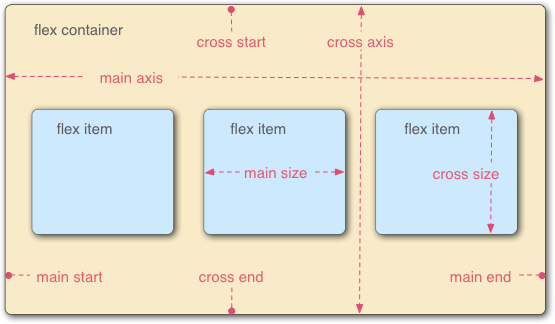 flex container
cross start
cross axis
main axis
flex item
flex item
flex item
main size
cross size
main start
cross end
main end